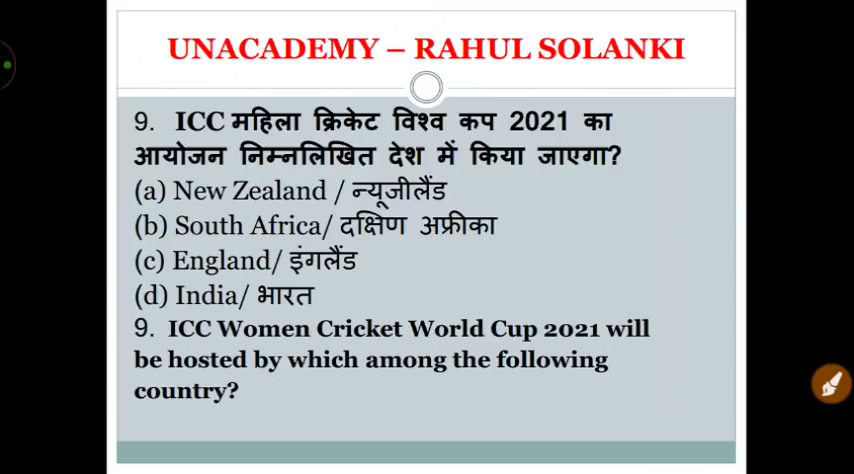 UNACADEMY – RAHUL SOLANKI
9. ICC महिला क्रिकेट विश्व कप 2021 का
आयोजन निम्नलिखित देश में किया जाएगा?
(a) New Zealand / न्यूजीलैंड
(b) South Africa/ दक्षिण अफ्रीका
(c) England/ इंगलैंड
(d) India/ भारत
9. ICC Women Cricket World Cup 2021 will
be hosted by which among the following
country?